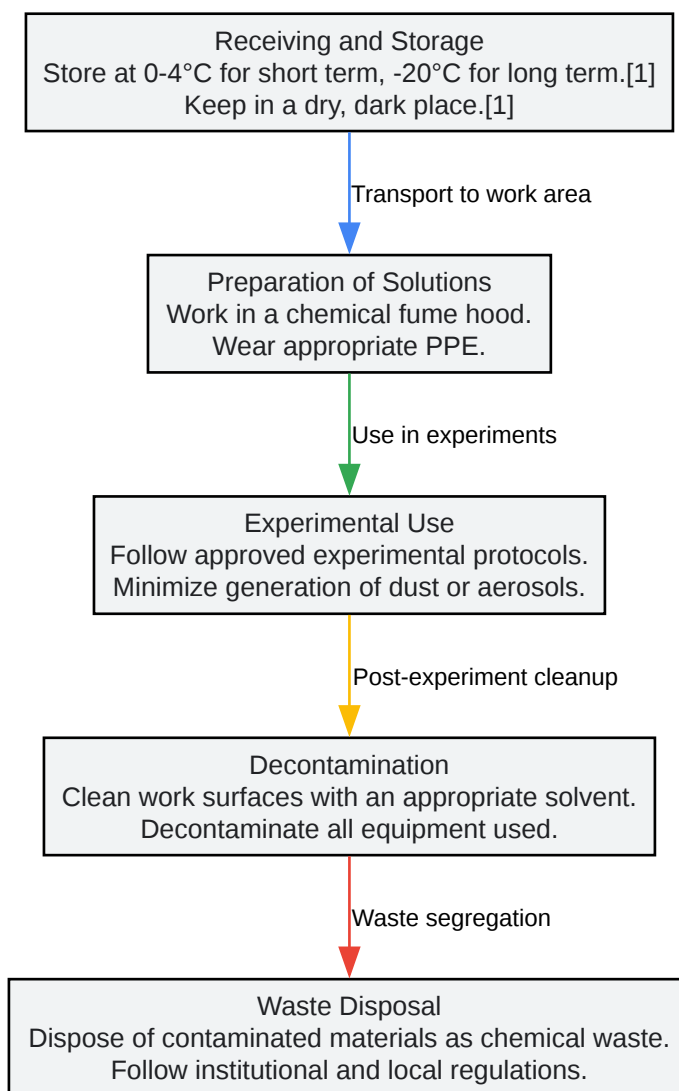 Receiving and Storage
Store at 0-4°C for short term, -20°C for long term.[1]
Keep in a dry, dark place.[1]
Transport to work area
Preparation of Solutions
Work in a chemical fume hood.
Wear appropriate PPE.
Use in experiments
Experimental Use
Follow approved experimental protocols.
Minimize generation of dust or aerosols.
Post-experiment cleanup
Decontamination
Clean work surfaces with an appropriate solvent.
Decontaminate all equipment used.
Waste segregation
Waste Disposal
Dispose of contaminated materials as chemical waste.
Follow institutional and local regulations.